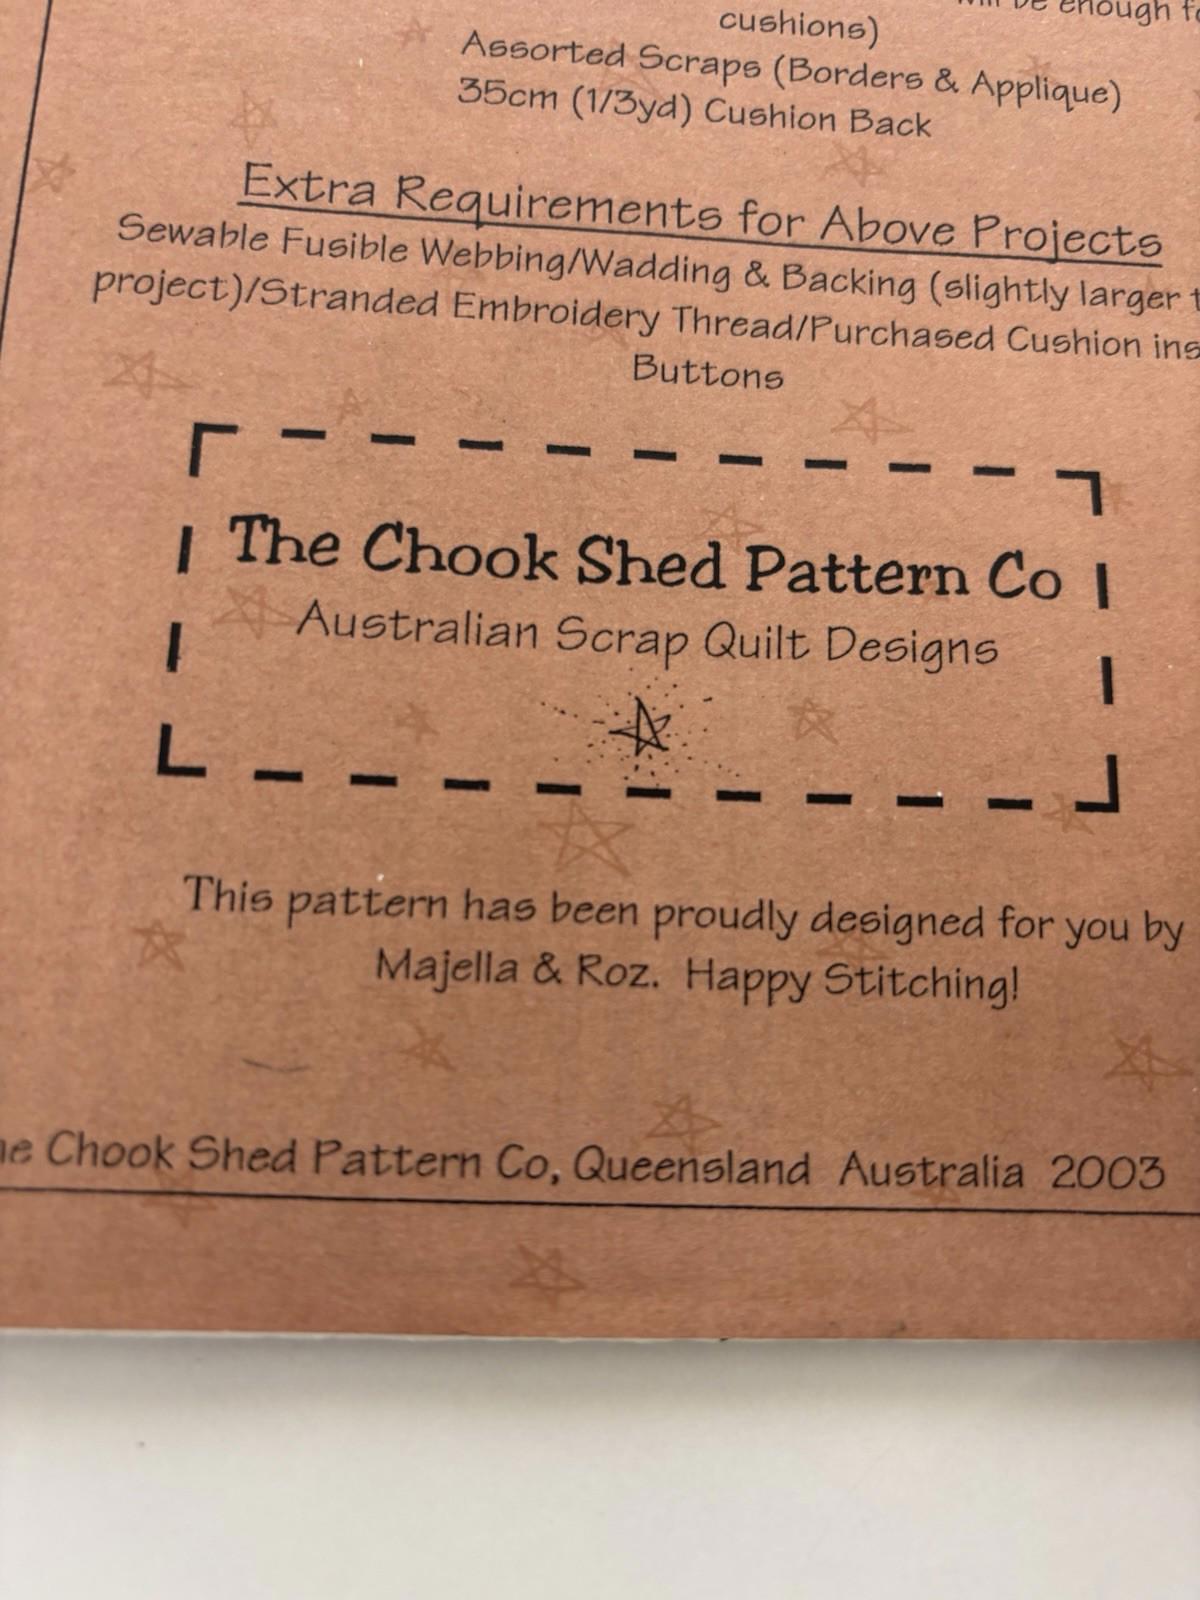 be enough
cushions)
Assorted Scraps (Borders & Applique)
35cm (1/3yd) Cushion Back
Extra Requirements for Above Projects
Sewable Fusible Webbing/Wadding & Backing (slightly larger
project)/Stranded Embroidery Thread/Purchased Cushion
Buttons
The Chook Shed Pattern Co
Australian Scrap Quilt Designs
This pattern has been proudly designed for you by
Majella & Roz. Happy Stitching!
Chook Shed Pattern Co, Queensland Australia 2003